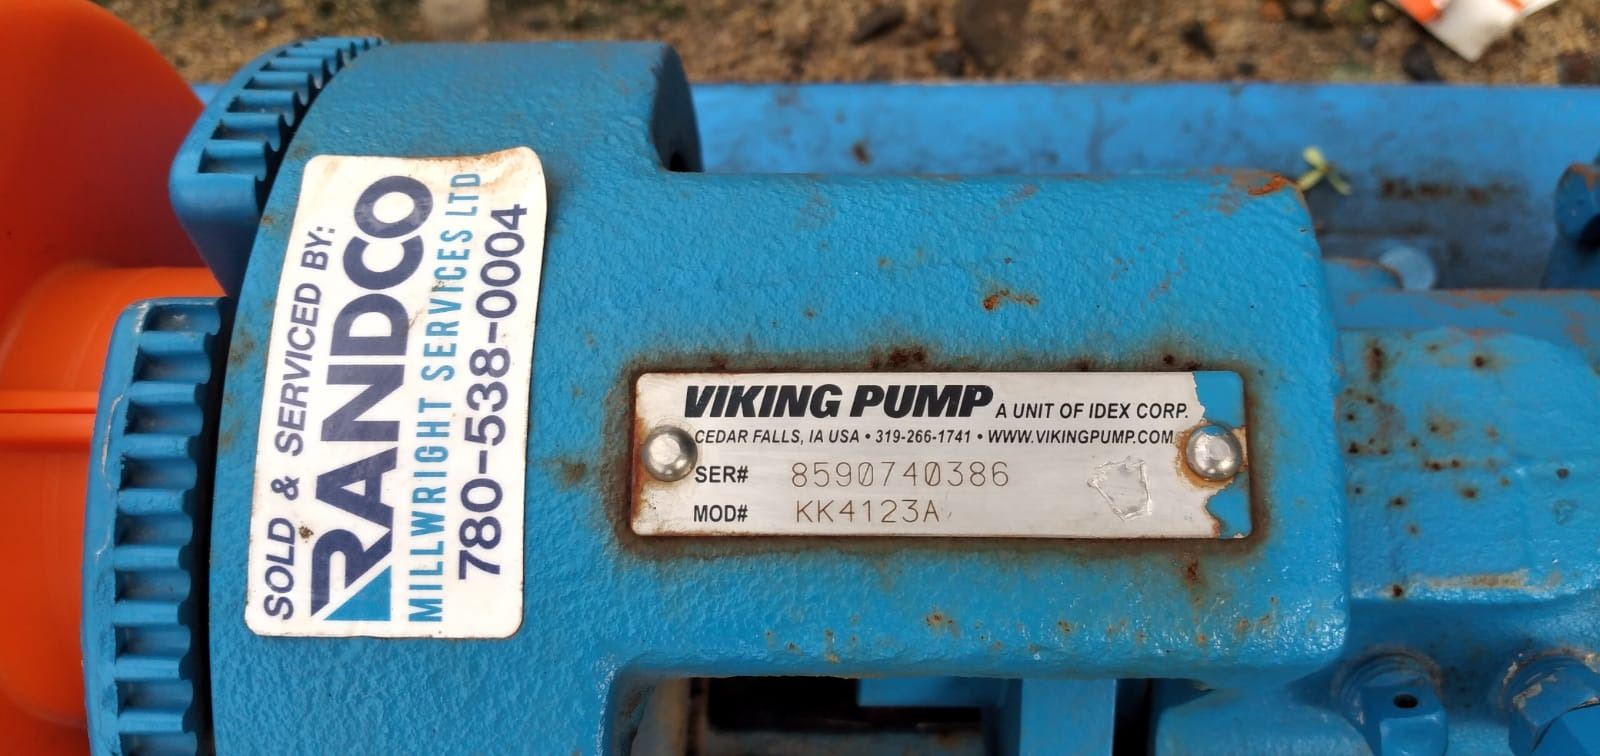 SOLD & SERVICED BY:
RANDCO
MILLWRIGHT SERVICES LTD
780-538-0004
VIKING PUMP A UNIT OF IDEX CORP.
CEDAR FALLS, IA USA • 319-266-1741 • WWW.VIKINGPUMP.COM
SER# 8590740386
MOD# KK4123A